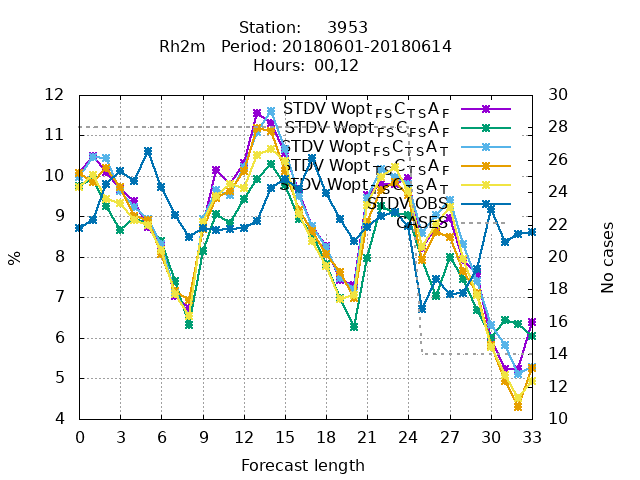 Station: 3953
Rh2m Period: 20180601-20180614
Hours: 00,12
12 11 10 9 8 7 6 5 4
%
30 28 26 24 22 20 18 16 14 12 10
No cases
STDV Wopt FS C TS A F
STDV Wopt FS C FS A F
STDV Wopt FS C TS A T
STDV Wopt TS C FS A F
STDV Wopt TS C TS A T
STDV OBS
CASES
0 3 6 9 12 15 18 21 24 27 30 33
Forecast length